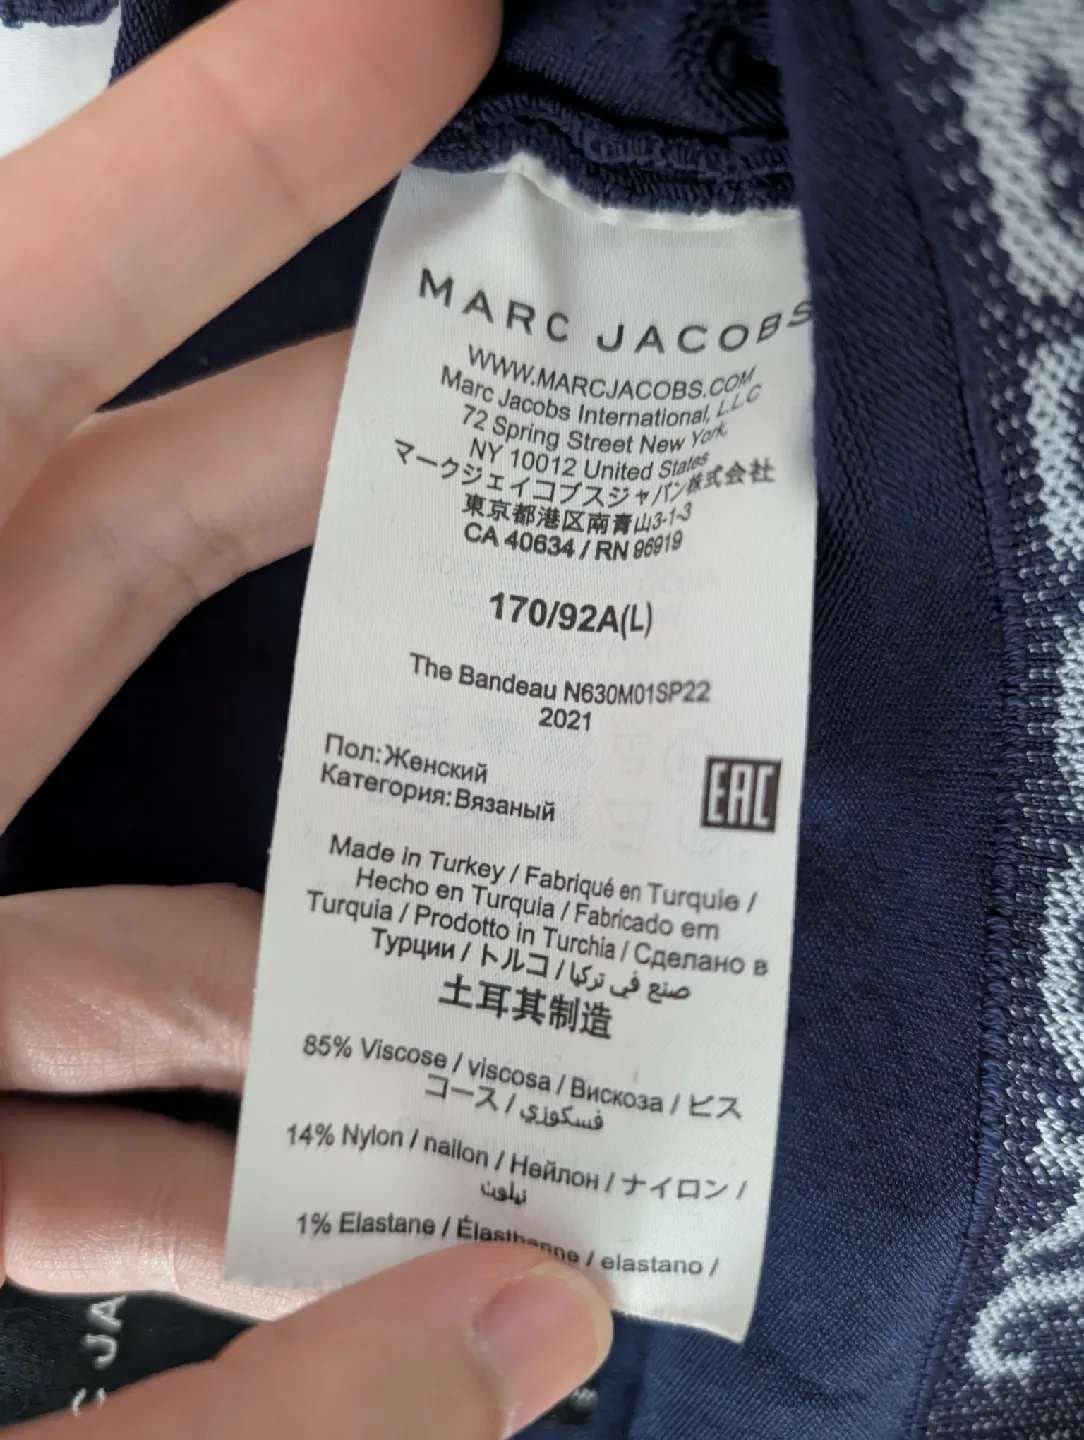 MARC JACOBS
WWW.MARCJACOBS.COM
Marc Jacobs International, LLC
72 Spring Street New York,
NY 10012 United States
マークジェイコブスジャパン株式会社
東京都港区南青山3-1-3
CA 40634 / RN 96919
170/92A(L)
The Bandeau N630M01SP22
2021
Пол:Женский
Категория:Вязаный
EAC
Made in Turkey / Fabriqué en Turquie /
Hecho en Turquia / Fabricado em
Turquia / Prodotto in Turchia / Сделано в
Турции / トルコ / صنع في تركيا
土耳其制造
85% Viscose / viscosa / Вискоза / ビス
コース / فسكوزي
14% Nylon / nailon / Нейлон / ナイロン /
نيلون
1% Elastane / Élasthanne / elastano /
C JA